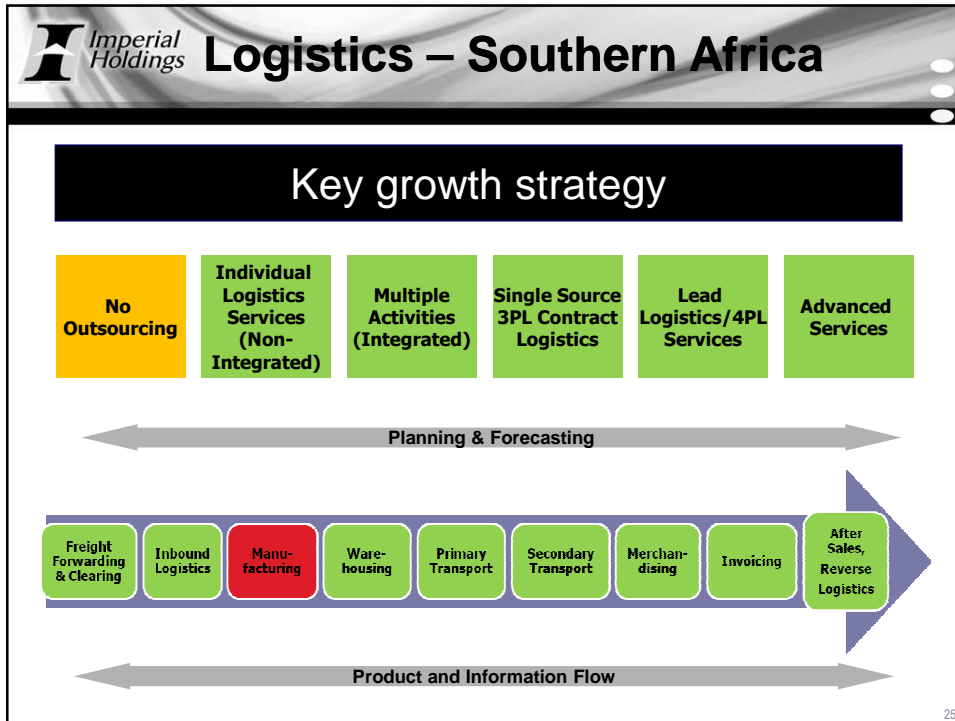 Imperial
Holdings
Logistics – Southern Africa
Key growth strategy
No
Outsourcing
Individual
Logistics
Services
(Non-
Integrated)
Multiple
Activities
(Integrated)
Single Source
3PL Contract
Logistics
Lead
Logistics/4PL
Services
Advanced
Services
Planning & Forecasting
Freight
Forwarding
& Clearing
Inbound
Logistics
Manu-
facturing
Ware-
housing
Primary
Transport
Secondary
Transport
Merchan-
dising
Invoicing
After
Sales,
Reverse
Logistics
Product and Information Flow
25